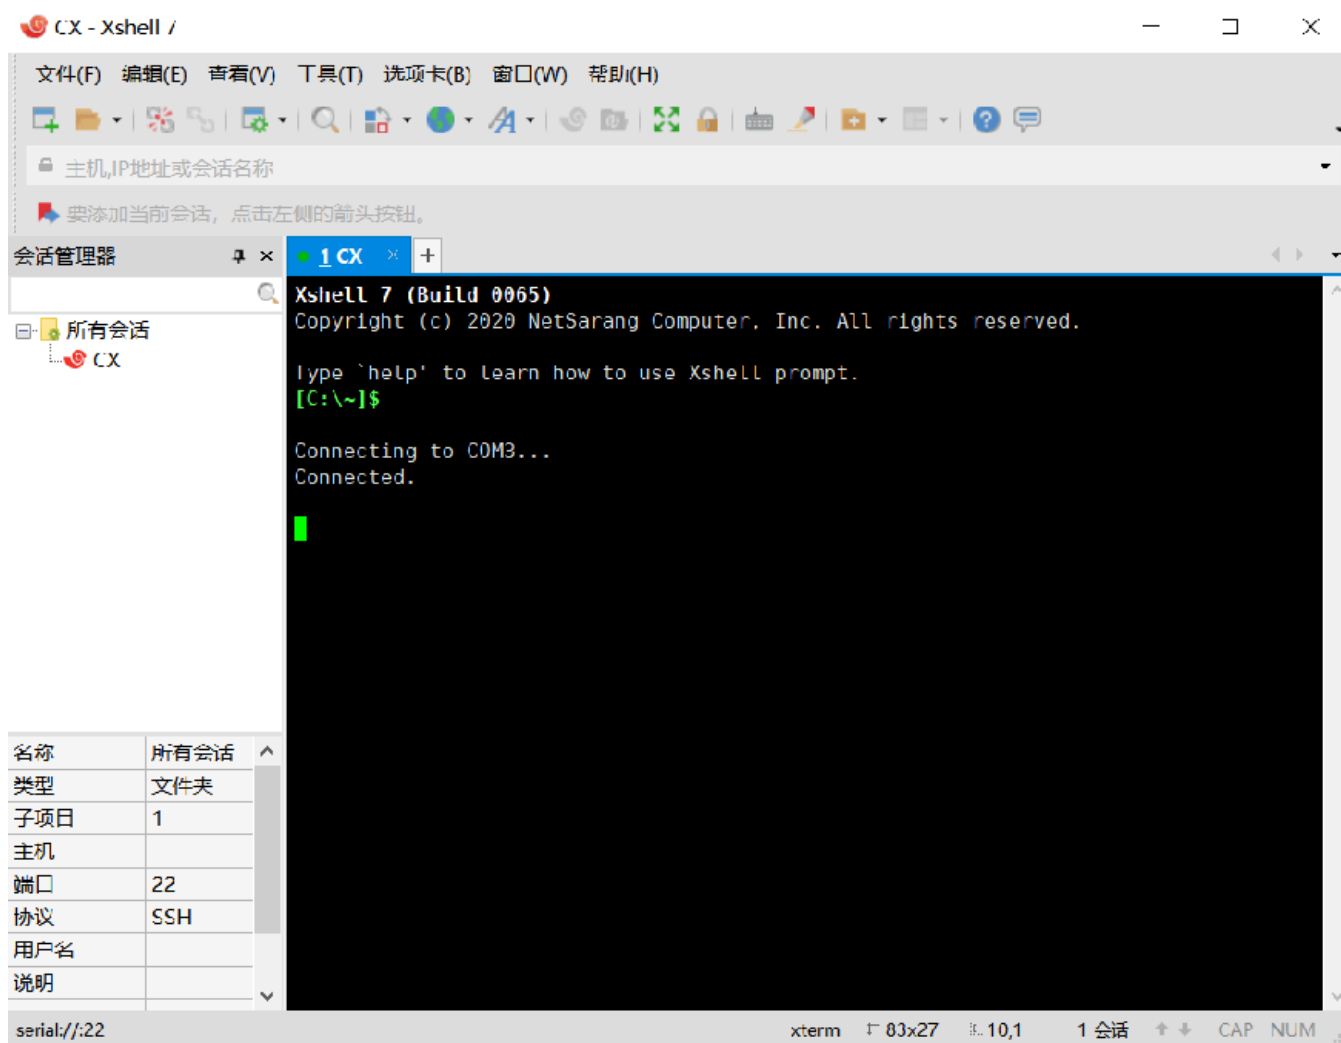 CX - Xshell 7
文件(F) 编辑(E) 查看(V) 工具(T) 选项卡(B) 窗口(W) 帮助(H)
主机,IP地址或会话名称
要添加当前会话，点击左侧的箭头按钮。
会话管理器
1 CX
所有会话
CX
Xshell 7 (Build 0065)
Copyright (c) 2020 NetSarang Computer, Inc. All rights reserved.
Type `help' to learn how to use Xshell prompt.
[C:\~]$
Connecting to COM3...
Connected.
名称 所有会话
类型 文件夹
子项目 1
主机
端口 22
协议 SSH
用户名
说明
serial://:22
xterm 83x27 10,1 1 会话 CAP NUM